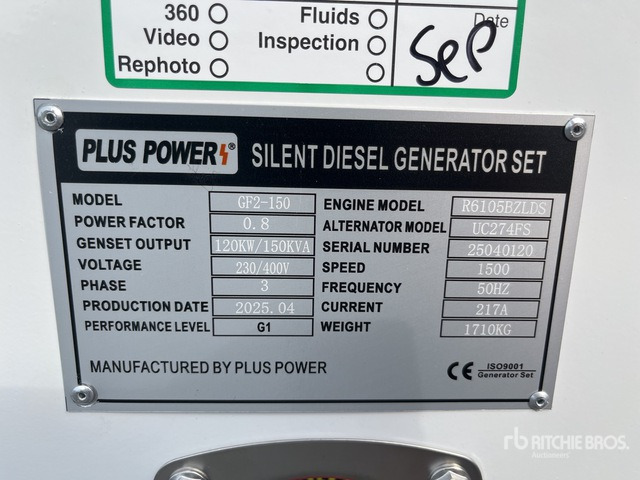 360 Fluids Date
Video Inspection Sep
Rephoto
PLUS POWER ® SILENT DIESEL GENERATOR SET
MODEL GF2-150 ENGINE MODEL R6105BZLDS
POWER FACTOR 0.8 ALTERNATOR MODEL UC274FS
GENSET OUTPUT 120KW/150KVA SERIAL NUMBER 25040120
VOLTAGE 230/400V SPEED 1500
PHASE 3 FREQUENCY 50HZ
PRODUCTION DATE 2025.04 CURRENT 217A
PERFORMANCE LEVEL G1 WEIGHT 1710KG
MANUFACTURED BY PLUS POWER CE ISO9001
Generator Set
rb RITCHIE BROS.
Auctioneers